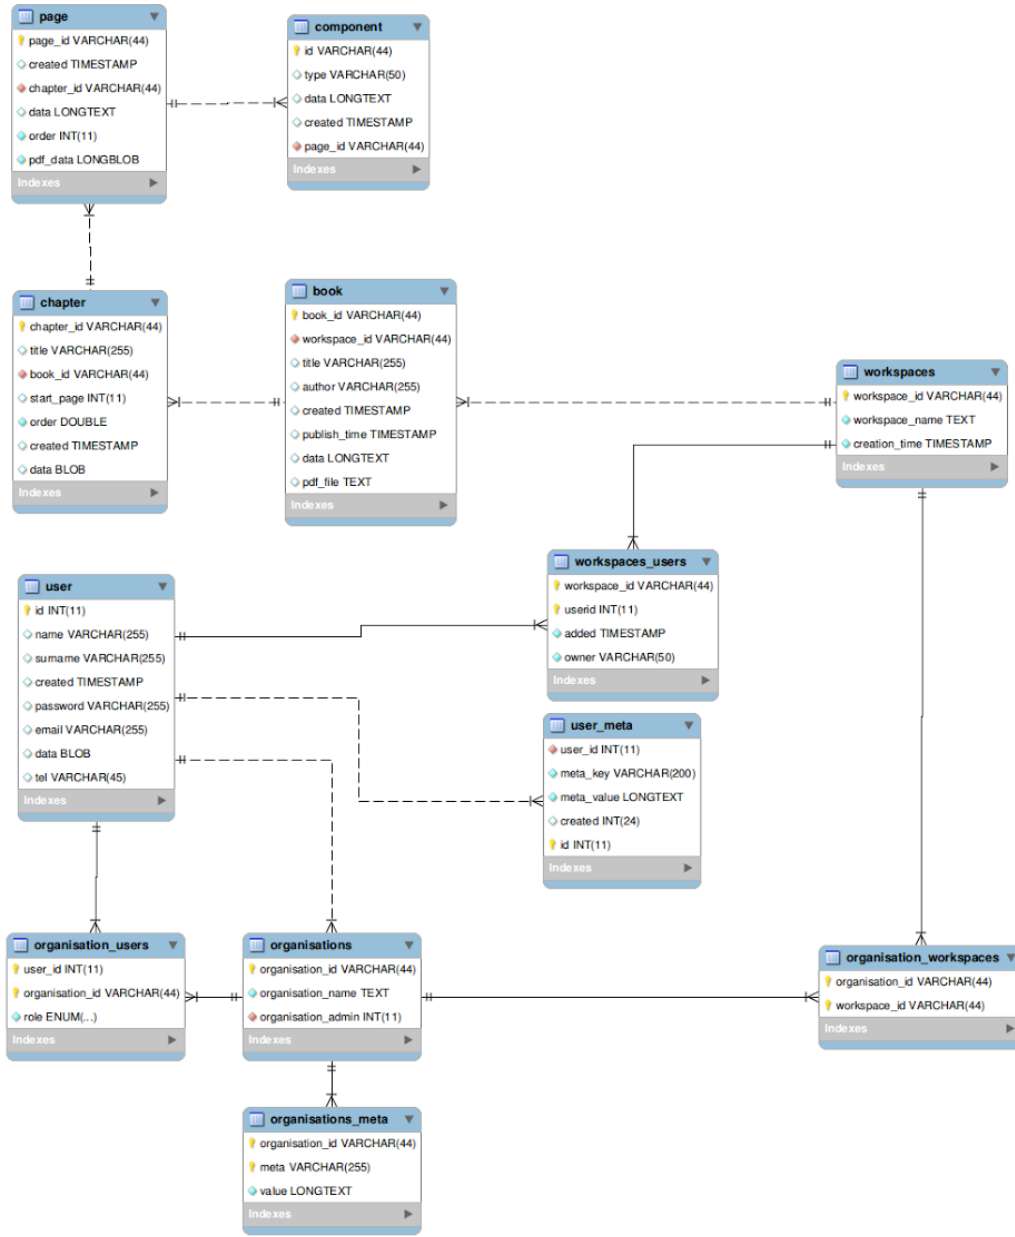 page
page_id VARCHAR(44)
created TIMESTAMP
chapter_id VARCHAR(44)
data LONGTEXT
order INT(11)
pdf_data LONGBLOB
Indexes
component
id VARCHAR(44)
type VARCHAR(50)
data LONGTEXT
created TIMESTAMP
page_id VARCHAR(44)
Indexes
chapter
chapter_id VARCHAR(44)
title VARCHAR(255)
book_id VARCHAR(44)
start_page INT(11)
order DOUBLE
created TIMESTAMP
data BLOB
Indexes
book
book_id VARCHAR(44)
workspace_id VARCHAR(44)
title VARCHAR(255)
author VARCHAR(255)
created TIMESTAMP
publish_time TIMESTAMP
data LONGTEXT
pdf_file TEXT
Indexes
workspaces
workspace_id VARCHAR(44)
workspace_name TEXT
creation_time TIMESTAMP
Indexes
workspaces_users
workspace_id VARCHAR(44)
userid INT(11)
added TIMESTAMP
owner VARCHAR(50)
Indexes
user
id INT(11)
name VARCHAR(255)
surname VARCHAR(255)
created TIMESTAMP
password VARCHAR(255)
email VARCHAR(255)
data BLOB
tel VARCHAR(45)
Indexes
user_meta
user_id INT(11)
meta_key VARCHAR(200)
meta_value LONGTEXT
created INT(24)
id INT(11)
Indexes
organisation_users
user_id INT(11)
organisation_id VARCHAR(44)
role ENUM(...)
Indexes
organisations
organisation_id VARCHAR(44)
organisation_name TEXT
organisation_admin INT(11)
Indexes
organisation_workspaces
organisation_id VARCHAR(44)
workspace_id VARCHAR(44)
Indexes
organisations_meta
organisation_id VARCHAR(44)
meta VARCHAR(255)
value LONGTEXT
Indexes